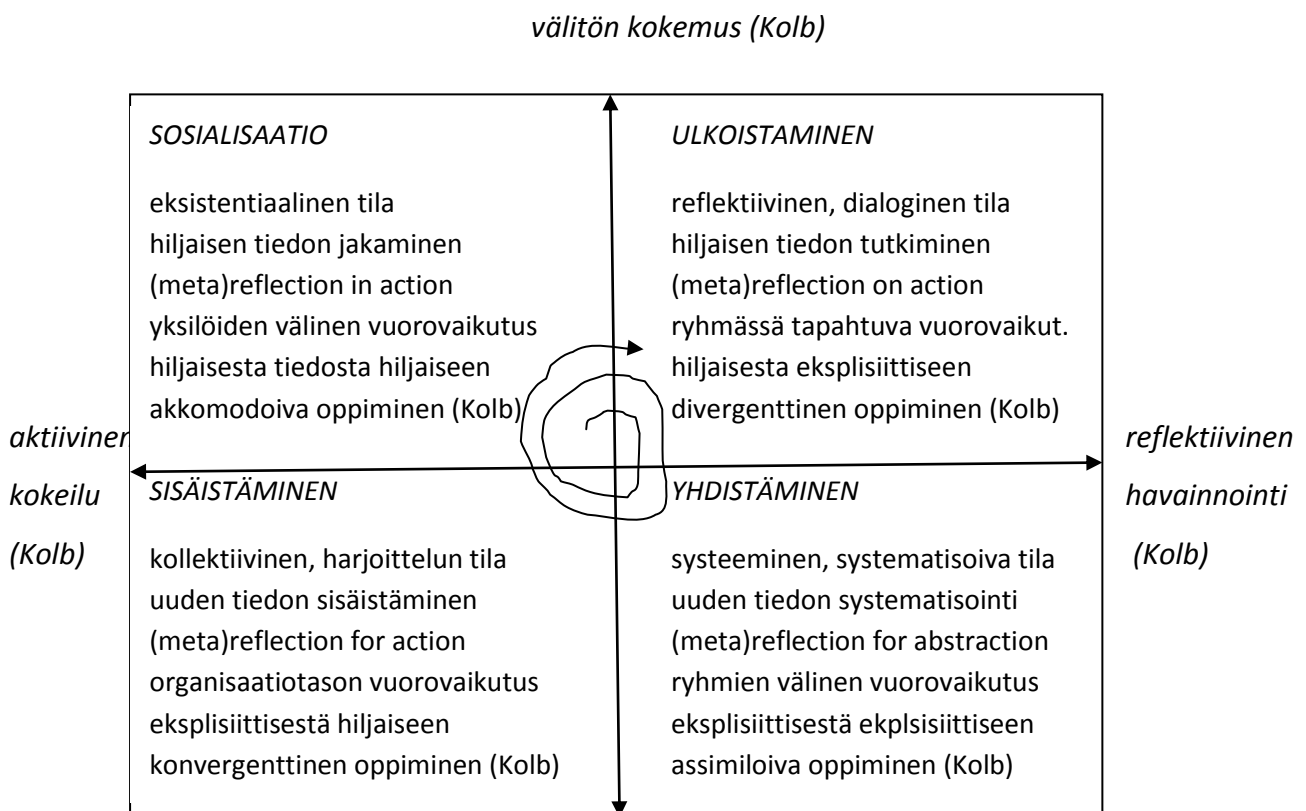 välitön kokemus (Kolb)
SOSIALISAATIO
eksistentiaalinen tila
hiljaisen tiedon jakaminen
(meta)reflection in action
yksilöiden välinen vuorovaikutus
hiljaisesta tiedosta hiljaiseen
akkomodoiva oppiminen (Kolb)
ULKOISTAMINEN
reflektiivinen, dialoginen tila
hiljaisen tiedon tutkiminen
(meta)reflection on action
ryhmässä tapahtuva vuorovaikut.
hiljaisesta eksplisiittiseen
divergenttinen oppiminen (Kolb)
aktiivinen
kokeilu
(Kolb)
reflektiivinen
havainnointi
(Kolb)
SISÄISTÄMINEN
kollektiivinen, harjoittelun tila
uuden tiedon sisäistäminen
(meta)reflection for action
organisaatiotason vuorovaikutus
eksplisiittisestä hiljaiseen
konvergenttinen oppiminen (Kolb)
YHDISTÄMINEN
systeeminen, systematisoiva tila
uuden tiedon systematisointi
(meta)reflection for abstraction
ryhmien välinen vuorovaikutus
eksplisiittisestä ekplsisiittiseen
assimiloiva oppiminen (Kolb)